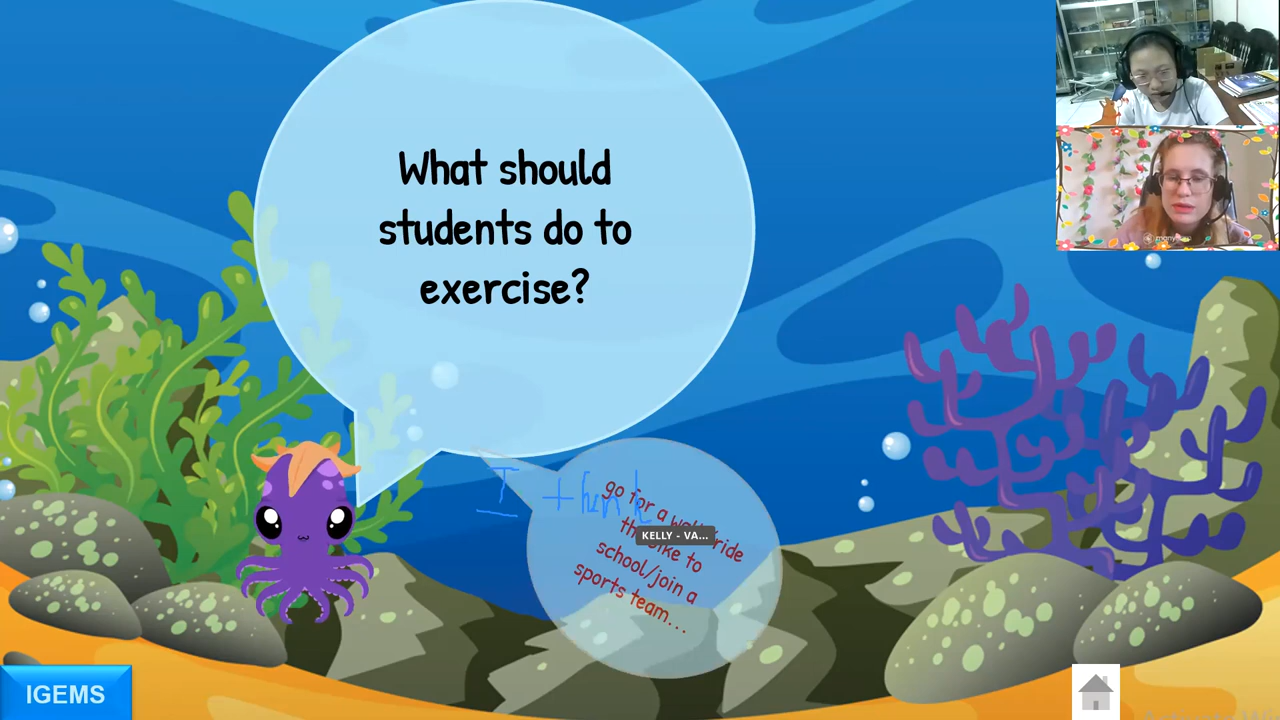 What should
students do to
exercise?
I think
go for a
ride
the bike to
school/join a
sports team...
KELLY - VA...
many
IGEMS